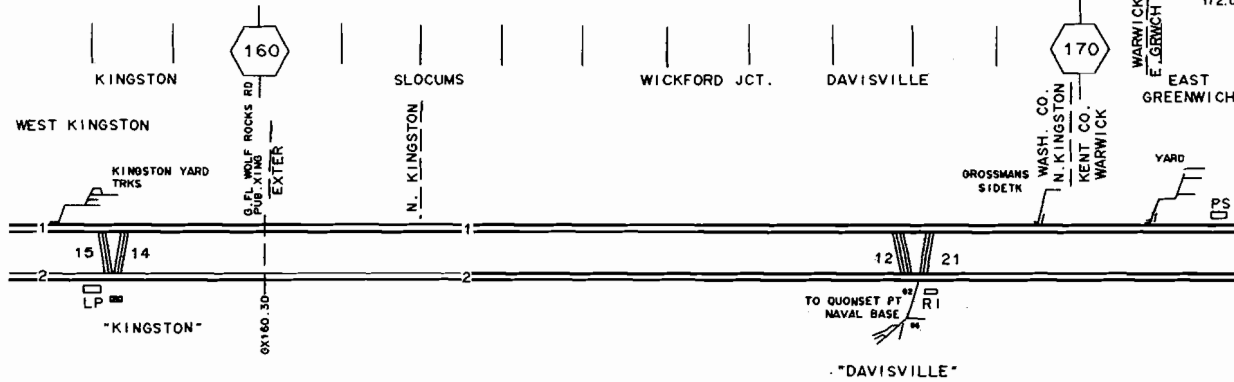 160
170
WARWICK
E. GRWCH
KINGSTON
SLOCUMS
WICKFORD JCT.
DAVISVILLE
EAST
GREENWICH
WEST KINGSTON
G.FL WOLF ROCKS RD
PUB.XING
EXTER
N. KINGSTON
WASH. CO.
N.KINGSTON
KENT CO.
WARWICK
KINGSTON YARD
TRKS
GROSSMANS
SIDETK
YARD
PS
1
1
15
14
12
21
2
2
LP
"KINGSTON"
GX160.30
TO QUONSET PT
NAVAL BASE
RI
"DAVISVILLE"